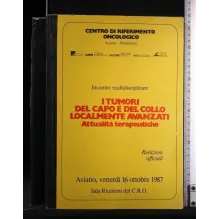 CENTRO DI RIFERIMENTO
ONCOLOGICO
Incontro multidisciplinare
I TUMORI
DEL CAPO E DEL COLLO
LOCALMENTE AVANZATI
Attualità terapeutiche
Relazioni
ufficiali
Aviano, venerdì 16 ottobre 1987
Sala Riunioni del C.R.O.